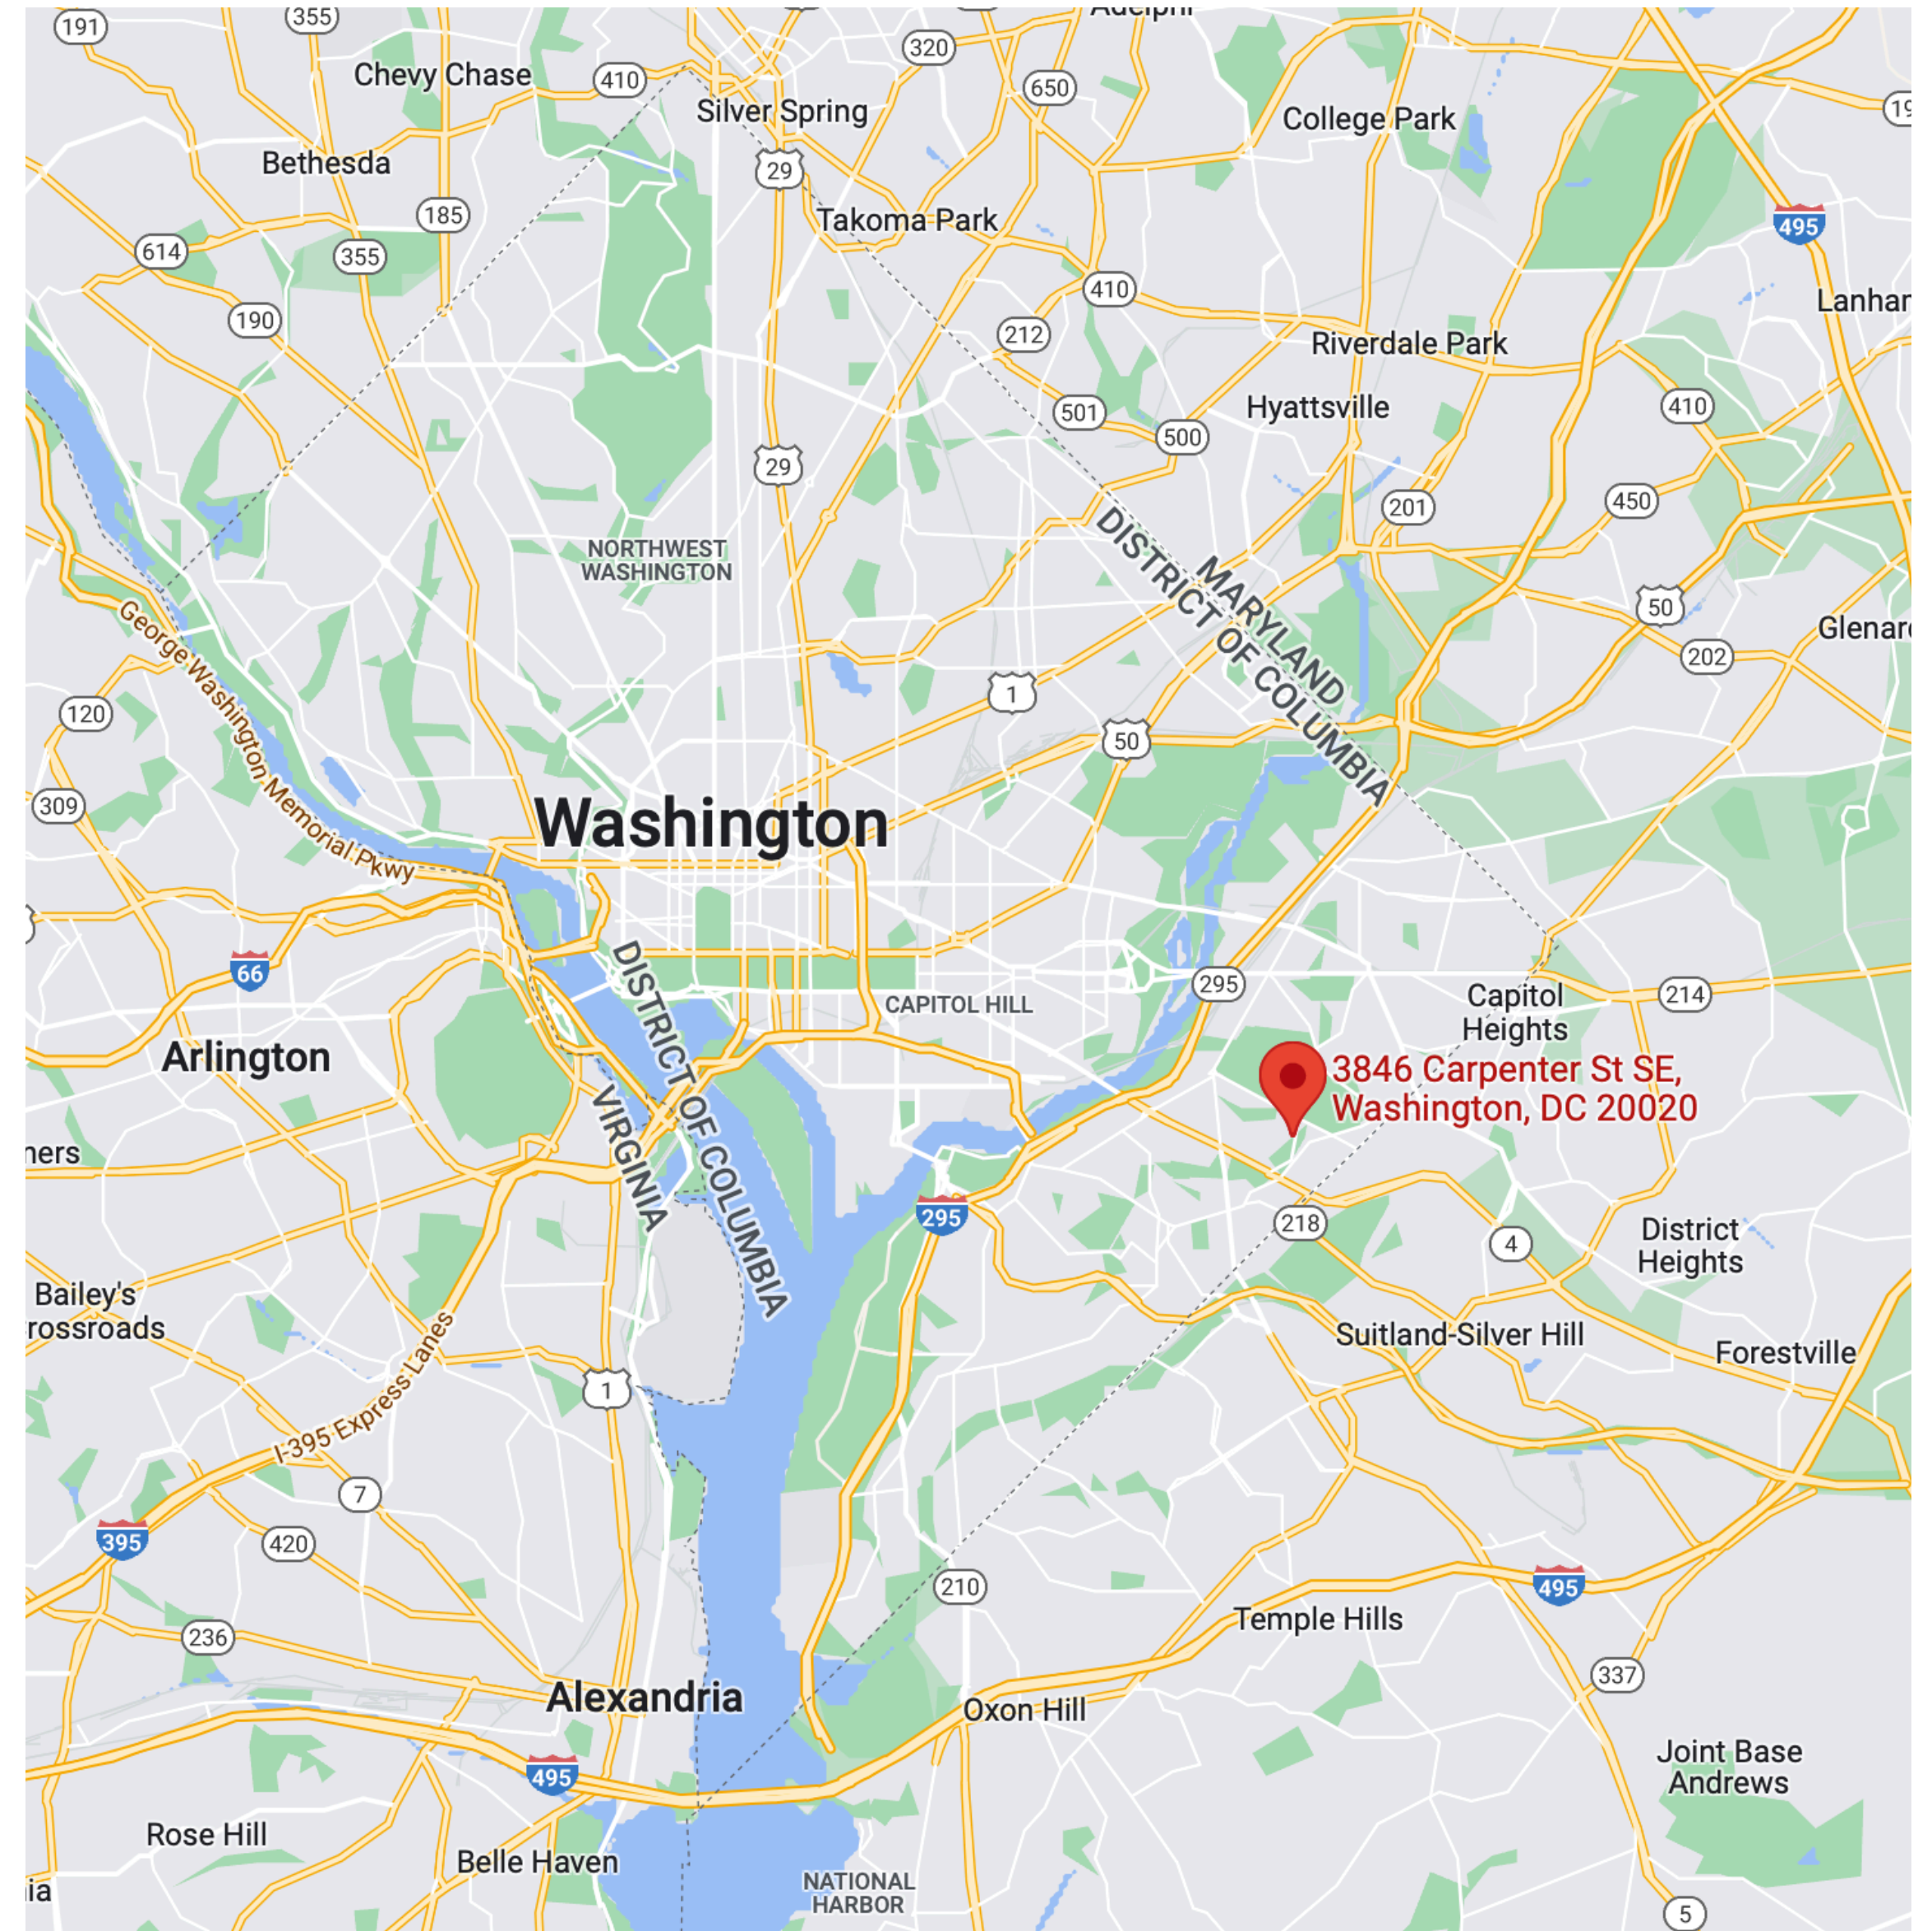 Adelphi
191
355
320
Chevy Chase
410
650
Silver Spring
College Park
29
Bethesda
185
Takoma Park
495
614
355
410
190
212
Riverdale Park
501
Hyattsville
410
500
29
201
450
DISTRICT OF COLUMBIA
MARYLAND
NORTHWEST
WASHINGTON
50
George Washington Memorial Pkwy
202
1
120
50
309
Washington
66
DISTRICT OF COLUMBIA
VIRGINIA
295
CAPITOL HILL
Capitol
Heights
214
Arlington
3846 Carpenter St SE,
Washington, DC 20020
295
218
4
District
Heights
Bailey's
rossroads
Suitland-Silver Hill
Forestville
1
I-395 Express Lanes
7
395
420
210
495
236
Temple Hills
337
Alexandria
Oxon Hill
495
Joint Base
Andrews
Rose Hill
Belle Haven
NATIONAL
HARBOR
5